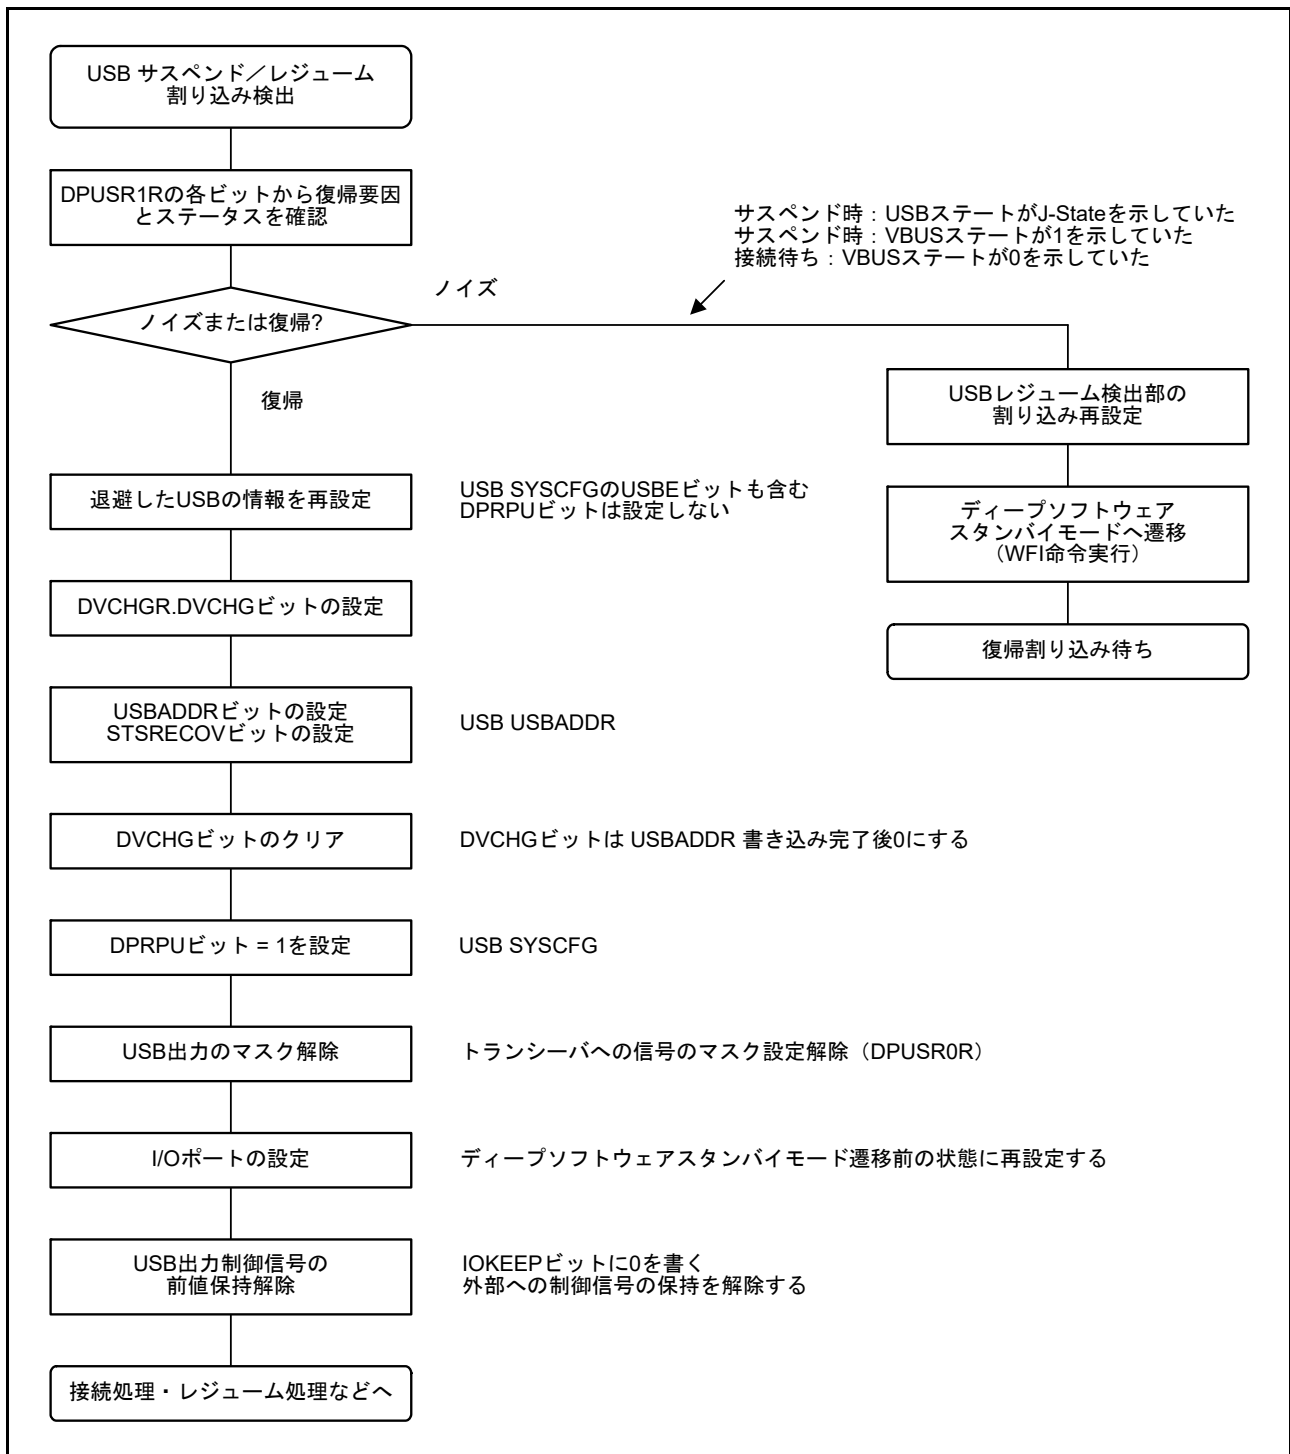 USB サスペンド／レジューム
割り込み検出
DPUSR1Rの各ビットから復帰要因
とステータスを確認
サスペンド時：USBステートがJ-Stateを示していた
サスペンド時：VBUSステートが1を示していた
接続待ち：VBUSステートが0を示していた
ノイズ
ノイズまたは復帰?
復帰
USBレジューム検出部の
割り込み再設定
ディープソフトウェア
スタンバイモードへ遷移
（WFI命令実行）
復帰割り込み待ち
退避したUSBの情報を再設定
USB SYSCFGのUSBEビットも含む
DPRPUビットは設定しない
DVCHGR.DVCHGビットの設定
USBADDRビットの設定
STSRECOVビットの設定
USB USBADDR
DVCHGビットのクリア
DVCHGビットは USBADDR 書き込み完了後0にする
DPRPUビット = 1を設定
USB SYSCFG
USB出力のマスク解除
トランシーバへの信号のマスク設定解除（DPUSR0R）
I/Oポートの設定
ディープソフトウェアスタンバイモード遷移前の状態に再設定する
USB出力制御信号の
前値保持解除
IOKEEPビットに0を書く
外部への制御信号の保持を解除する
接続処理・レジューム処理などへ